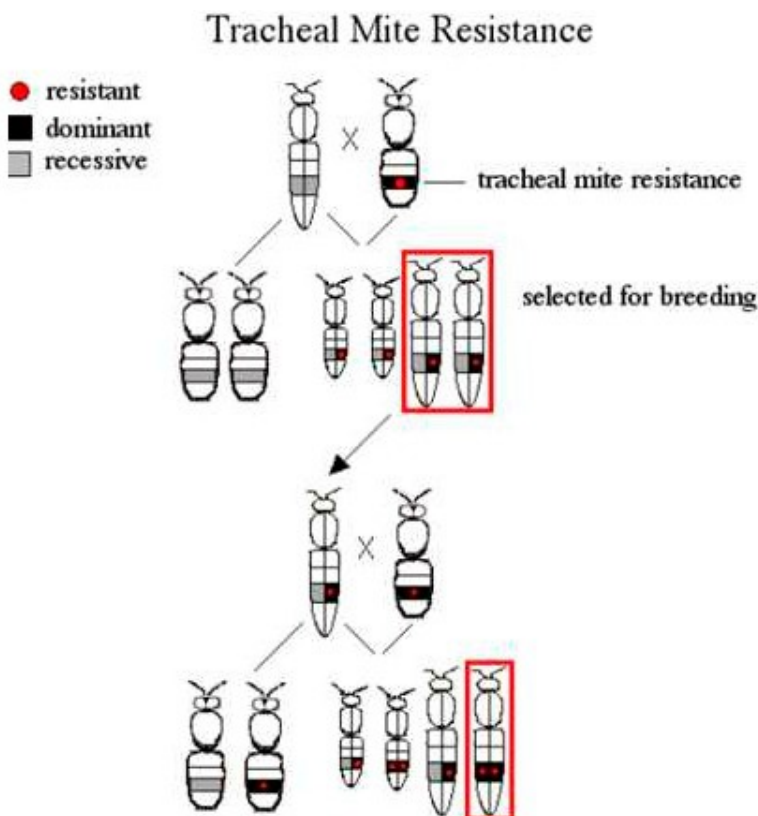 Tracheal Mite Resistance
resistant
dominant
recessive
X
tracheal mite resistance
selected for breeding
X